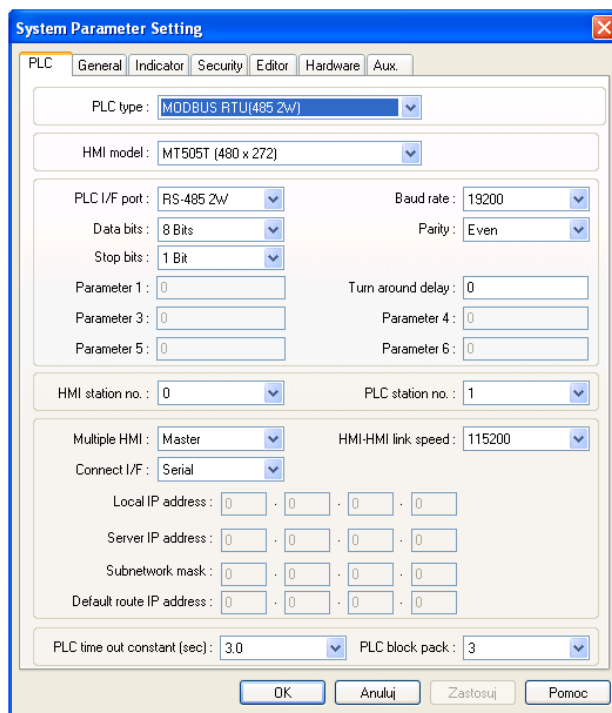 System Parameter Setting
PLC General Indicator Security Editor Hardware Aux.
PLC type : MODBUS RTU(485 2W)
HMI model : MT505T (480 x 272)
PLC I/F port : RS-485 2W Baud rate : 19200
Data bits : 8 Bits Parity : Even
Stop bits : 1 Bit
Parameter 1 : 0 Turn around delay : 0
Parameter 3 : 0 Parameter 4 : 0
Parameter 5 : 0 Parameter 6 : 0
HMI station no. : 0 PLC station no. : 1
Multiple HMI : Master HMI-HMI link speed : 115200
Connect I/F : Serial
Local IP address : 0 . 0 . 0 . 0
Server IP address : 0 . 0 . 0 . 0
Subnetwork mask : 0 . 0 . 0 . 0
Default route IP address : 0 . 0 . 0 . 0
PLC time out constant (sec) : 3.0 PLC block pack : 3
OK Anuluj Zastosuj Pomoc